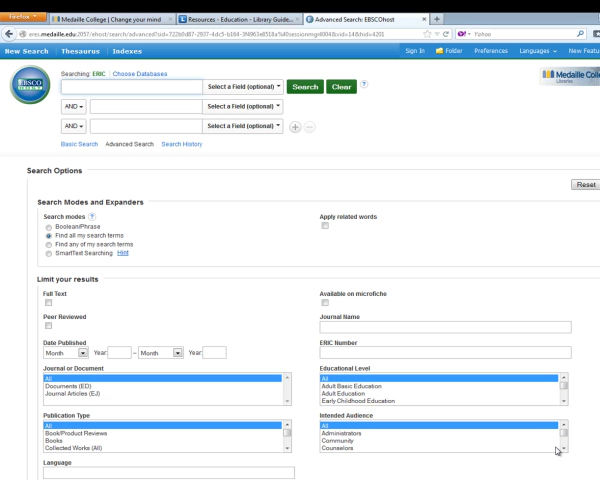 Firefox
Medaille College | Change your mind
Resources - Education - Library Guide...
Advanced Search: EBSCOhost
New Search Thesaurus Indexes
Sign In Folder Preferences Languages New Featu
Searching: ERIC Choose Databases
Select a Field (optional) Search Clear
EBSCO HOST
Medaille Coll
Libraries
AND Select a Field (optional)
AND Select a Field (optional)
Basic Search Advanced Search Search History
Search Options
Reset
Search Modes and Expanders
Search modes
Boolean/Phrase
Find all my search terms
Find any of my search terms
SmartText Searching Hint
Apply related words
Limit your results
Full Text
Available on microfiche
Peer Reviewed
Journal Name
Date Published
Month Year: – Month Year:
ERIC Number
Journal or Document
All
Documents (ED)
Journal Articles (EJ)
Educational Level
All
Adult Basic Education
Adult Education
Early Childhood Education
Publication Type
All
Book/Product Reviews
Books
Collected Works (All)
Intended Audience
All
Administrators
Community
Counselors
Language